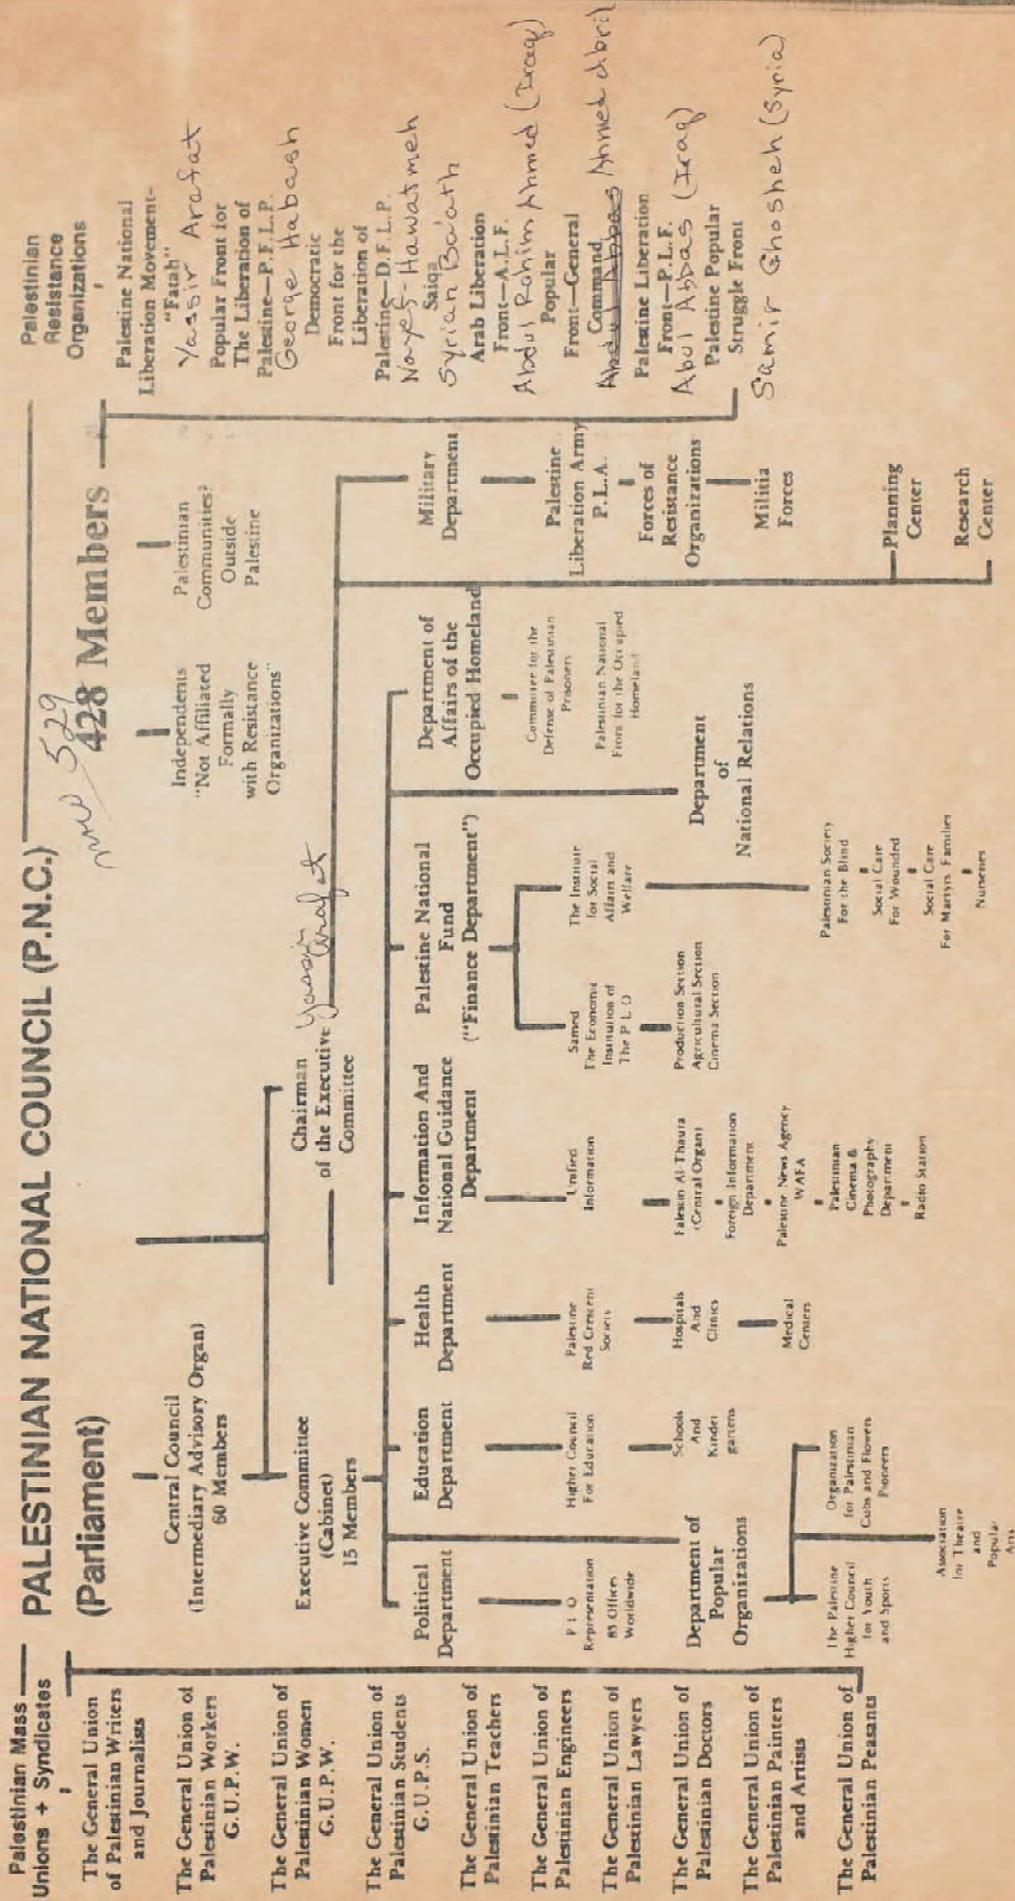 Palestinian Mass
Unions + Syndicates
The General Union
of Palestinian Writers
and Journalists
The General Union of
Palestinian Workers
G.U.P.W.
The General Union of
Palestinian Women
G.U.P.W.
The General Union of
Palestinian Students
G.U.P.S.
The General Union of
Palestinian Teachers
The General Union of
Palestinian Engineers
The General Union of
Palestinian Lawyers
The General Union of
Palestinian Doctors
The General Union of
Palestinian Painters
and Artists
The General Union of
Palestinian Peasants
PALESTINIAN NATIONAL COUNCIL (P.N.C.)
(Parliament)
529
428 Members
Central Council
(Intermediary Advisory Organ)
60 Members
Executive Committee
(Cabinet)
15 Members
Chairman Yassir
of the Executive Arafat
Committee
Independents
"Not Affiliated
Formally
with Resistance
Organizations"
Palestinian
Communities?
Outside
Palestine
Political
Department
P L O
Representation
83 Offices
Worldwide
Department of
Popular
Organizations
The Palestine
Higher Council
for Youth
and Sports
Association
for Theatre
and
Popular
Arts
Organization
for Palestinian
Cubs and Flowers
Pioneers
Education
Department
Higher Council
For Education
Schools
And
Kinder
gartens
Health
Department
Palestine
Red Crescent
Society
Hospitals
And
Clinics
Medical
Centers
Information And
National Guidance
Department
Unified
Information
Falestin Al-Thaura
(Central Organ)
Foreign Information
Department
Palestine News Agency
WAFA
Palestinian
Cinema &
Photography
Department
Radio Station
Palestine National
Fund
("Finance Department")
Samed
The Economic
Institution of
The P L O
Production Section
Agricultural Section
Cinema Section
The Institute
for Social
Affairs and
Welfare
Palestinian Society
For the Blind
Social Care
For Wounded
Social Care
For Martyrs Families
Nurseries
Department of
Affairs of the
Occupied Homeland
Committee for the
Defense of Palestinian
Prisoners
Palestinian National
Front for the Occupied
Homeland
Department
of
National Relations
Military
Department
Palestine
Liberation Army
P.L.A.
Forces of
Resistance
Organizations
Militia
Forces
Planning
Center
Research
Center
Palestinian
Resistance
Organizations
Palestine National
Liberation Movement-
"Fatah"
Yassir Arafat
Popular Front for
The Liberation of
Palestine—P.F.L.P.
George Habash
Democratic
Front for the
Liberation of
Palestine—D.F.L.P.
Nayef Hawatmeh
Saiqa
Syrian Ba'ath
Arab Liberation
Front—A.L.F.
Abdul Rahim Ahmed (Iraq)
Popular
Front—General
Command
Abdul Abbas Ahmed Jbril
Palestine Liberation
Front—P.L.F.
Abul Abbas (Iraq)
Palestine Popular
Struggle Front
Samir Ghosheh (Syria)